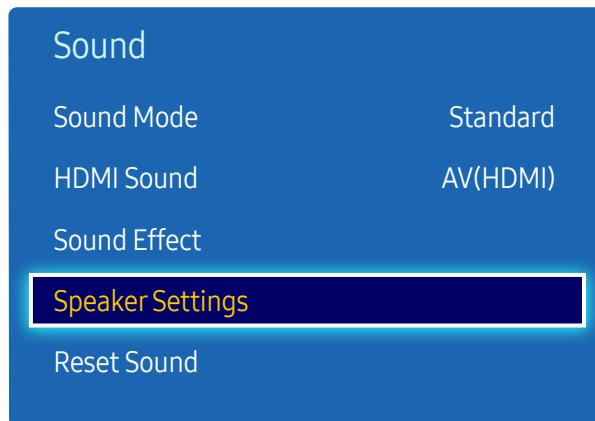 Sound
Sound Mode Standard
HDMI Sound AV(HDMI)
Sound Effect
Speaker Settings
Reset Sound